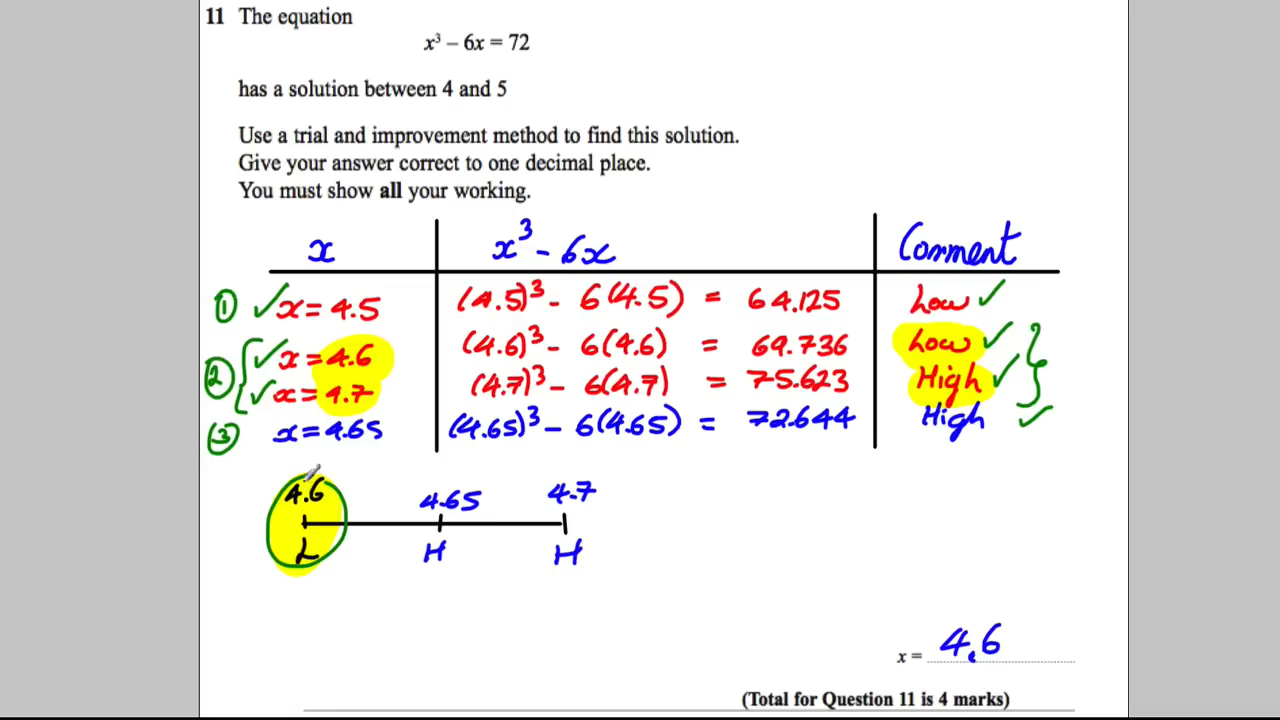 11 The equation
x³ – 6x = 72
has a solution between 4 and 5
Use a trial and improvement method to find this solution.
Give your answer correct to one decimal place.
You must show all your working.
x x³ - 6x Comment
① ✓ x = 4.5 (4.5)³ - 6(4.5) = 64.125 Low ✓
② ✓ x = 4.6 (4.6)³ - 6(4.6) = 69.736 Low ✓
✓ x = 4.7 (4.7)³ - 6(4.7) = 75.623 High ✓
③ x = 4.65 (4.65)³ - 6(4.65) = 72.644 High ✓
4.6 4.65 4.7
L H H
x = 4.6
(Total for Question 11 is 4 marks)